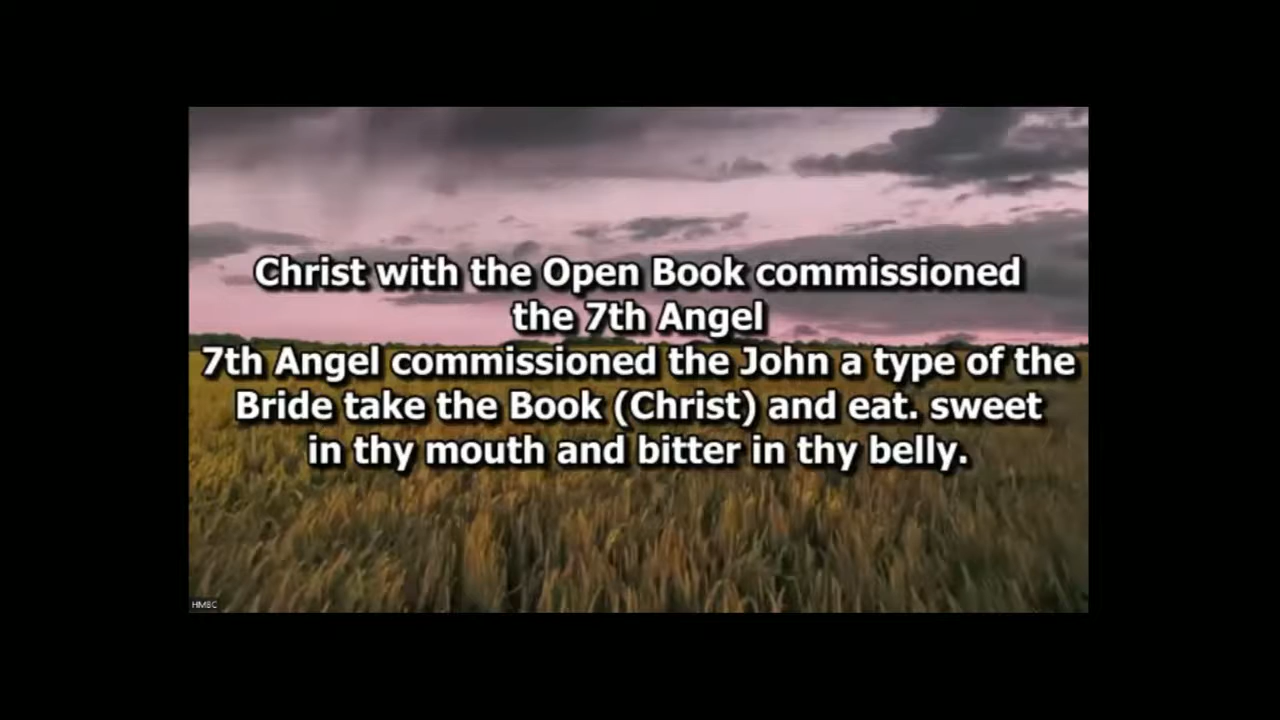 Christ with the Open Book commissioned
the 7th Angel
7th Angel commissioned the John a type of the
Bride take the Book (Christ) and eat. sweet
in thy mouth and bitter in thy belly.
HMBC